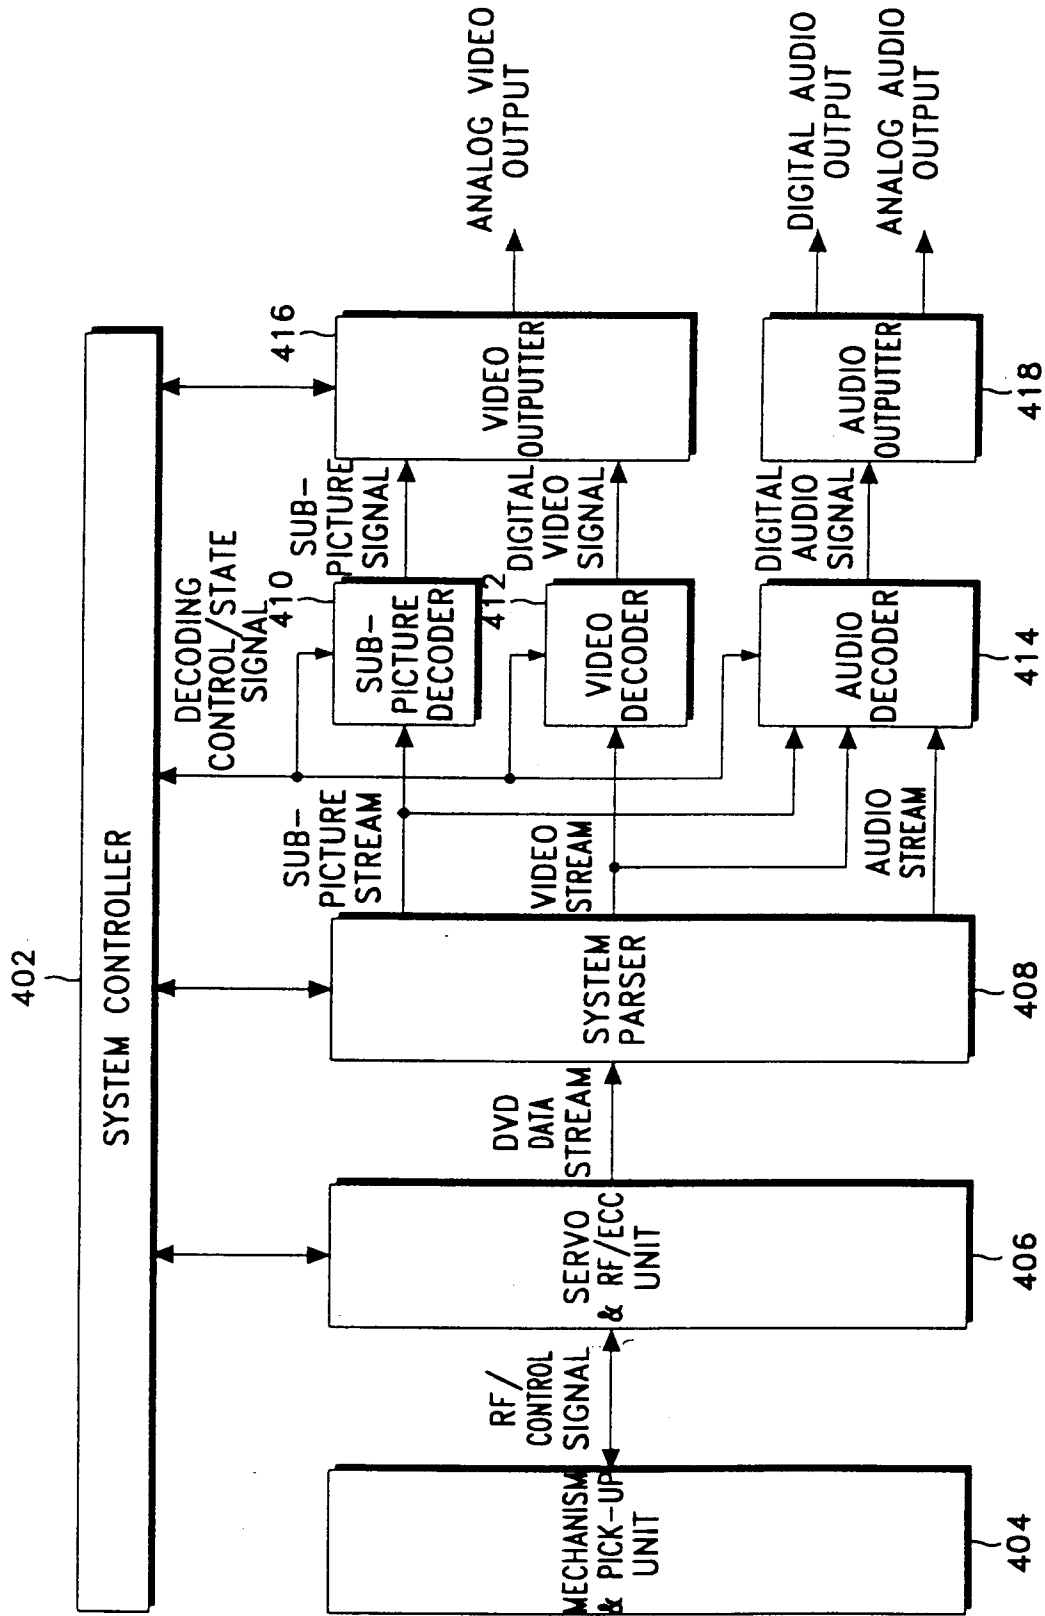 402
SYSTEM CONTROLLER
DECODING
CONTROL/STATE
SIGNAL
RF/
CONTROL
SIGNAL
DVD
DATA
STREAM
SUB-
PICTURE
STREAM
VIDEO
STREAM
AUDIO
STREAM
MECHANISM
& PICK-UP
UNIT
404
SERVO
& RF/ECC
UNIT
406
SYSTEM
PARSER
408
410
SUB-
PICTURE
DECODER
412
VIDEO
DECODER
AUDIO
DECODER
414
SUB-
PICTURE
SIGNAL
DIGITAL
VIDEO
SIGNAL
DIGITAL
AUDIO
SIGNAL
416
VIDEO
OUTPUTTER
AUDIO
OUTPUTTER
418
ANALOG VIDEO
OUTPUT
DIGITAL AUDIO
OUTPUT
ANALOG AUDIO
OUTPUT